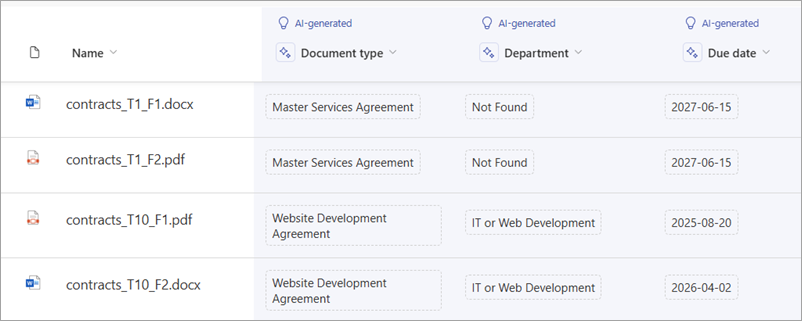 AI-generated AI-generated AI-generated
Name Document type Department Due date
contracts_T1_F1.docx Master Services Agreement Not Found 2027-06-15
contracts_T1_F2.pdf Master Services Agreement Not Found 2027-06-15
contracts_T10_F1.pdf Website Development Agreement IT or Web Development 2025-08-20
contracts_T10_F2.docx Website Development Agreement IT or Web Development 2026-04-02